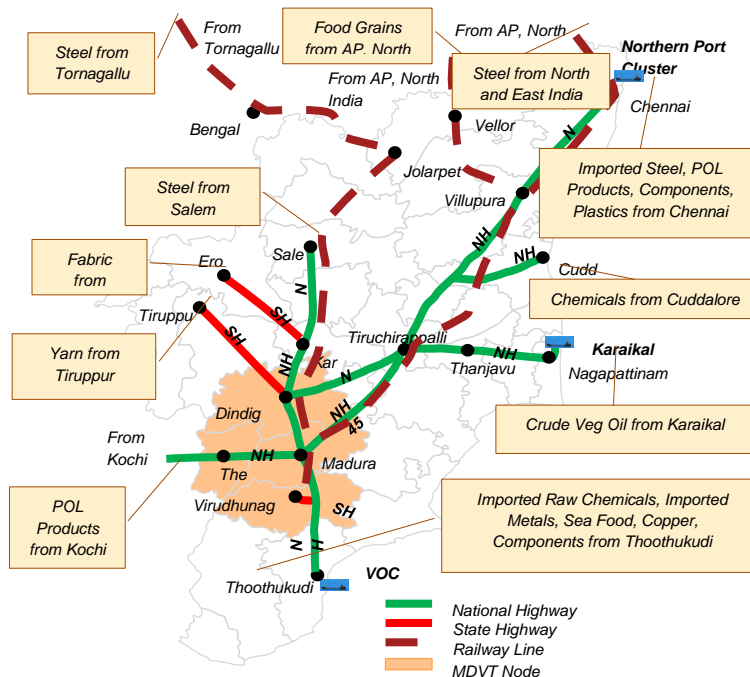 From
Tornagallu
Steel from
Tornagallu
Food Grains
from AP, North
From AP, North
Northern Port
Cluster
From AP, North
India
Steel from North
and East India
Chennai
Bengal
Vellor
Jolarpet
N
Imported Steel, POL
Products, Components,
Plastics from Chennai
Steel from
Salem
Villupura
Fabric
from
Ero
Sale
NH
NH
Cudd
N
Chemicals from Cuddalore
Tiruppu
SH
SH
Yarn from
Tiruppur
Tiruchirappalli
Karaikal
Kar
NH
N
Thanjavu
NH
Nagapattinam
Dindig
NH
45
Crude Veg Oil from Karaikal
From
Kochi
NH
The
Madura
POL
Products
from Kochi
Virudhunag
SH
Imported Raw Chemicals, Imported
Metals, Sea Food, Copper,
Components from Thoothukudi
N
H
Thoothukudi
VOC
National Highway
State Highway
Railway Line
MDVT Node